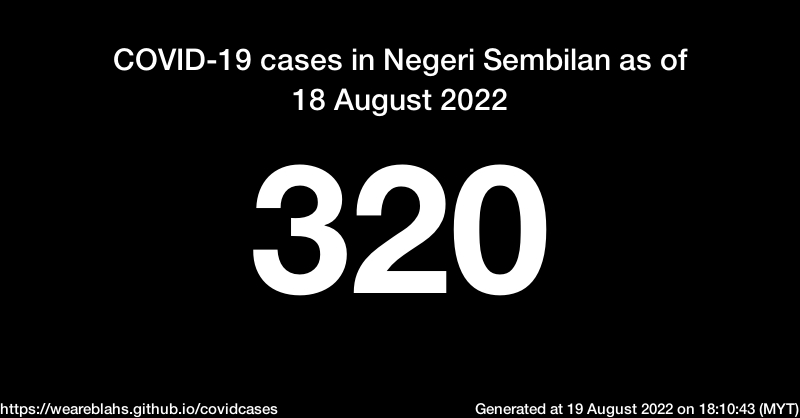 COVID-19 cases in Negeri Sembilan as of
18 August 2022
320
https://weareblahs.github.io/covidcases
Generated at 19 August 2022 on 18:10:43 (MYT)